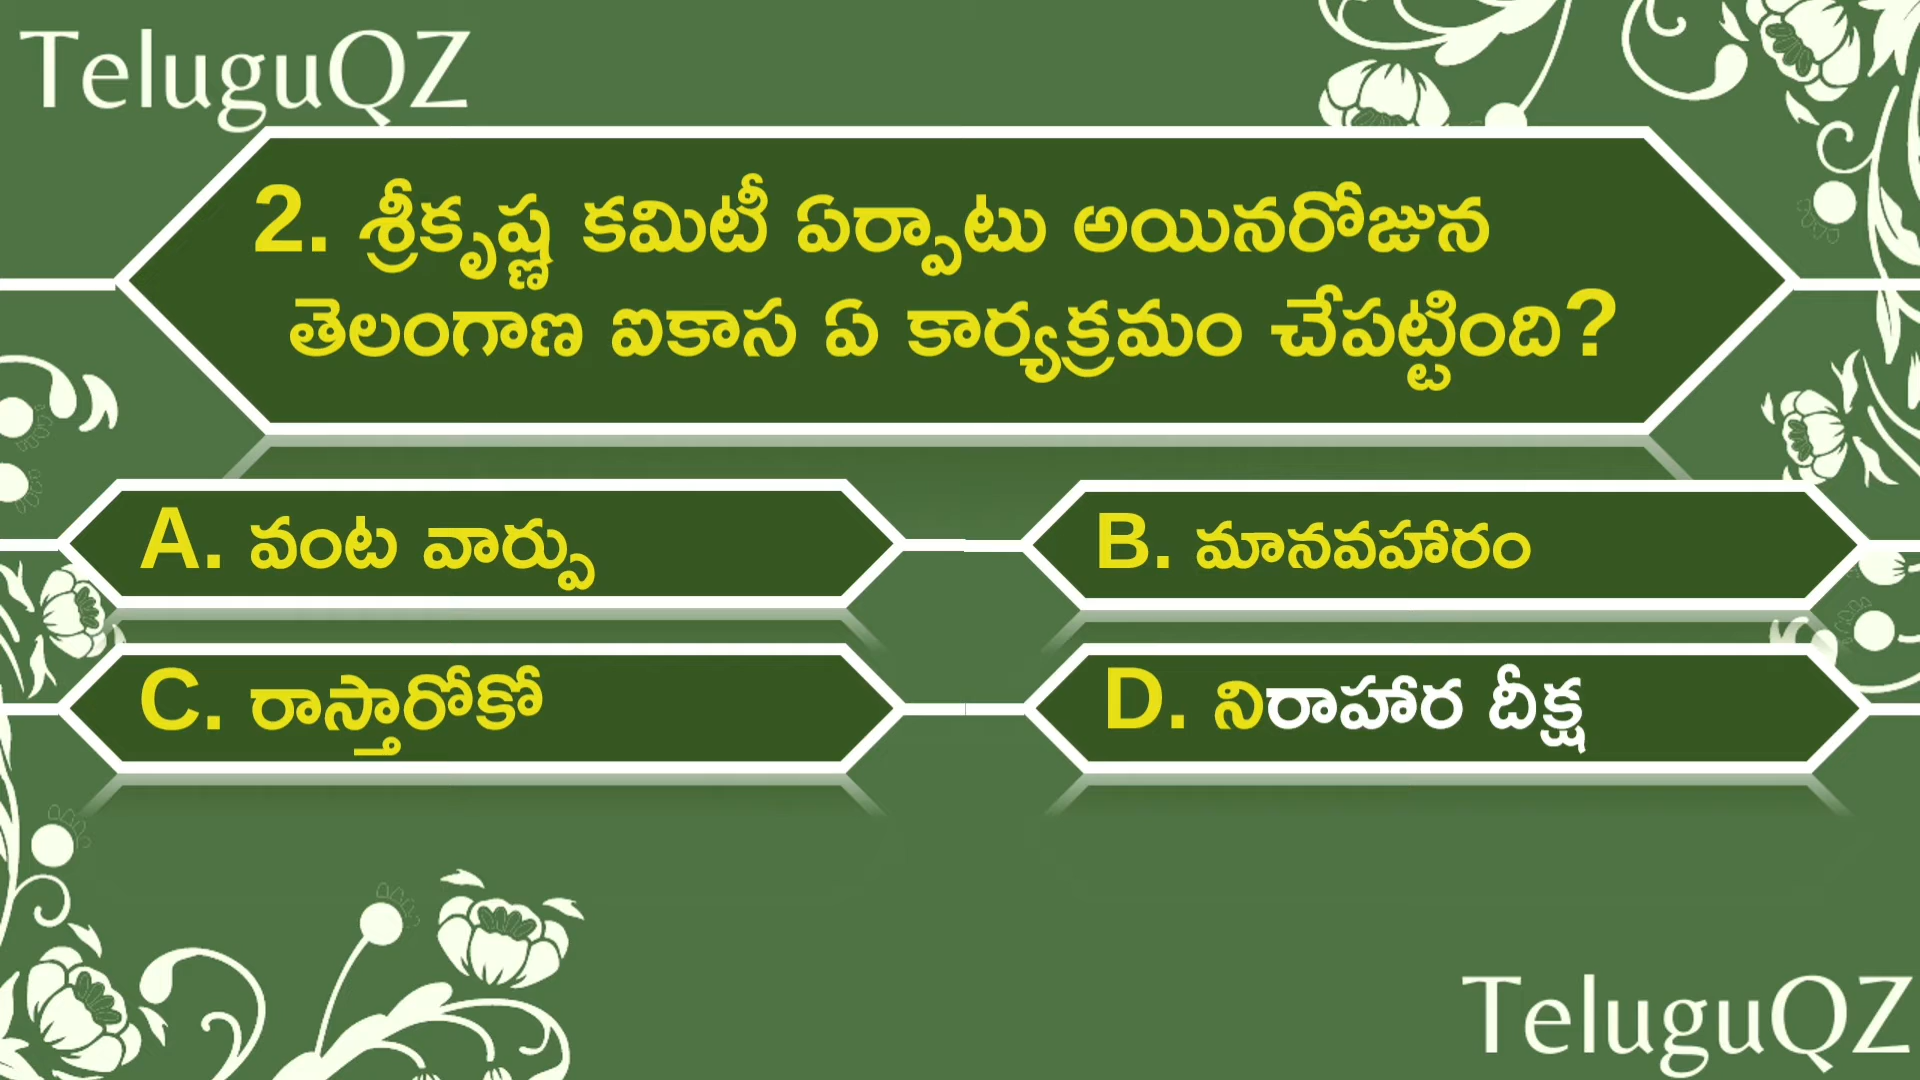 TeluguQZ
2. శ్రీకృష్ణ కమిటీ ఏర్పాటు అయినరోజున
తెలంగాణ ఐకాస ఏ కార్యక్రమం చేపట్టింది?
A. వంట వార్పు
B. మానవహారం
C. రాస్తారోకో
D. నిరాహార దీక్ష
TeluguQZ